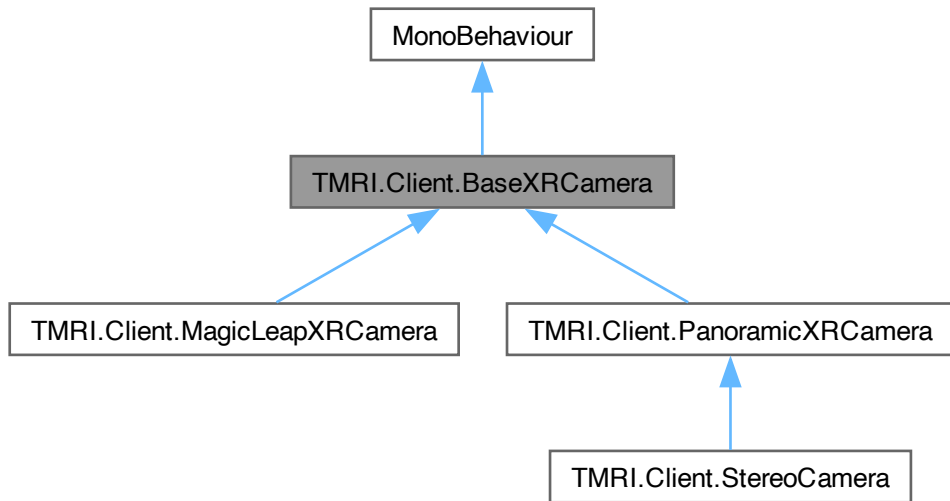 MonoBehaviour
TMRI.Client.BaseXRCamera
TMRI.Client.MagicLeapXRCamera
TMRI.Client.PanoramicXRCamera
TMRI.Client.StereoCamera